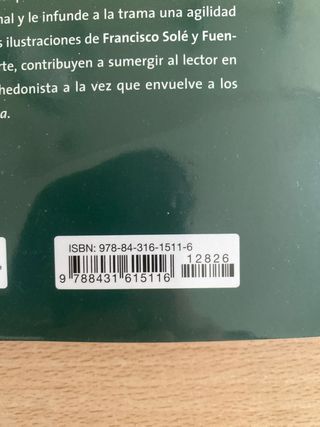 nal y le infunde a la trama una agilidad
s ilustraciones de Francisco Solé y Fuen-
rte, contribuyen a sumergir al lector en
hedonista a la vez que envuelve a los
a.
ISBN: 978-84-316-1511-6
12826
9 788431 615116